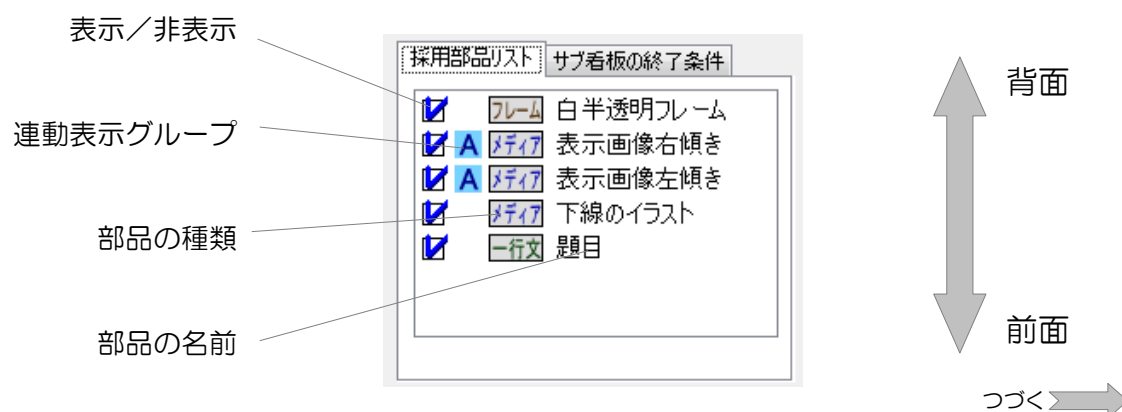 表示／非表示
連動表示グループ
部品の種類
部品の名前
採用部品リスト サブ看板の終了条件
フレーム 白半透明フレーム
A メディア 表示画像右傾き
A メディア 表示画像左傾き
メディア 下線のイラスト
一行文 題目
背面
前面
つづく